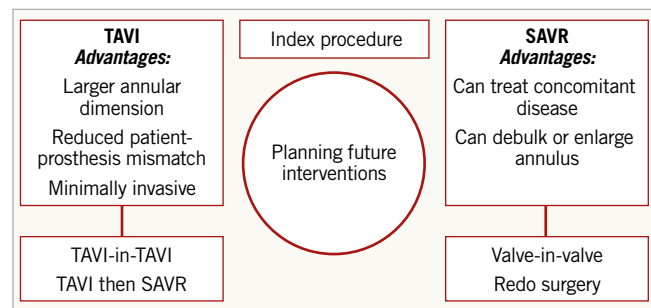 TAVI
Advantages:
Larger annular
dimension
Reduced patient-
prosthesis mismatch
Minimally invasive
TAVI-in-TAVI
TAVI then SAVR
Index procedure
Planning future
interventions
SAVR
Advantages:
Can treat concomitant
disease
Can debulk or enlarge
annulus
Valve-in-valve
Redo surgery